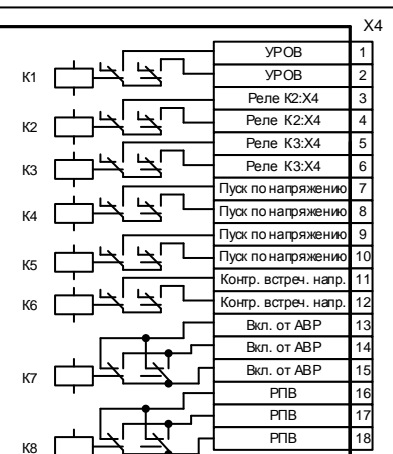 X4
УРОВ 1
К1 УРОВ 2
Реле К2:Х4 3
К2 Реле К2:Х4 4
Реле К3:Х4 5
К3 Реле К3:Х4 6
Пуск по напряжению 7
К4 Пуск по напряжению 8
Пуск по напряжению 9
К5 Пуск по напряжению 10
Контр. встреч. напр. 11
К6 Контр. встреч. напр. 12
Вкл. от АВР 13
Вкл. от АВР 14
К7 Вкл. от АВР 15
РПВ 16
РПВ 17
К8 РПВ 18